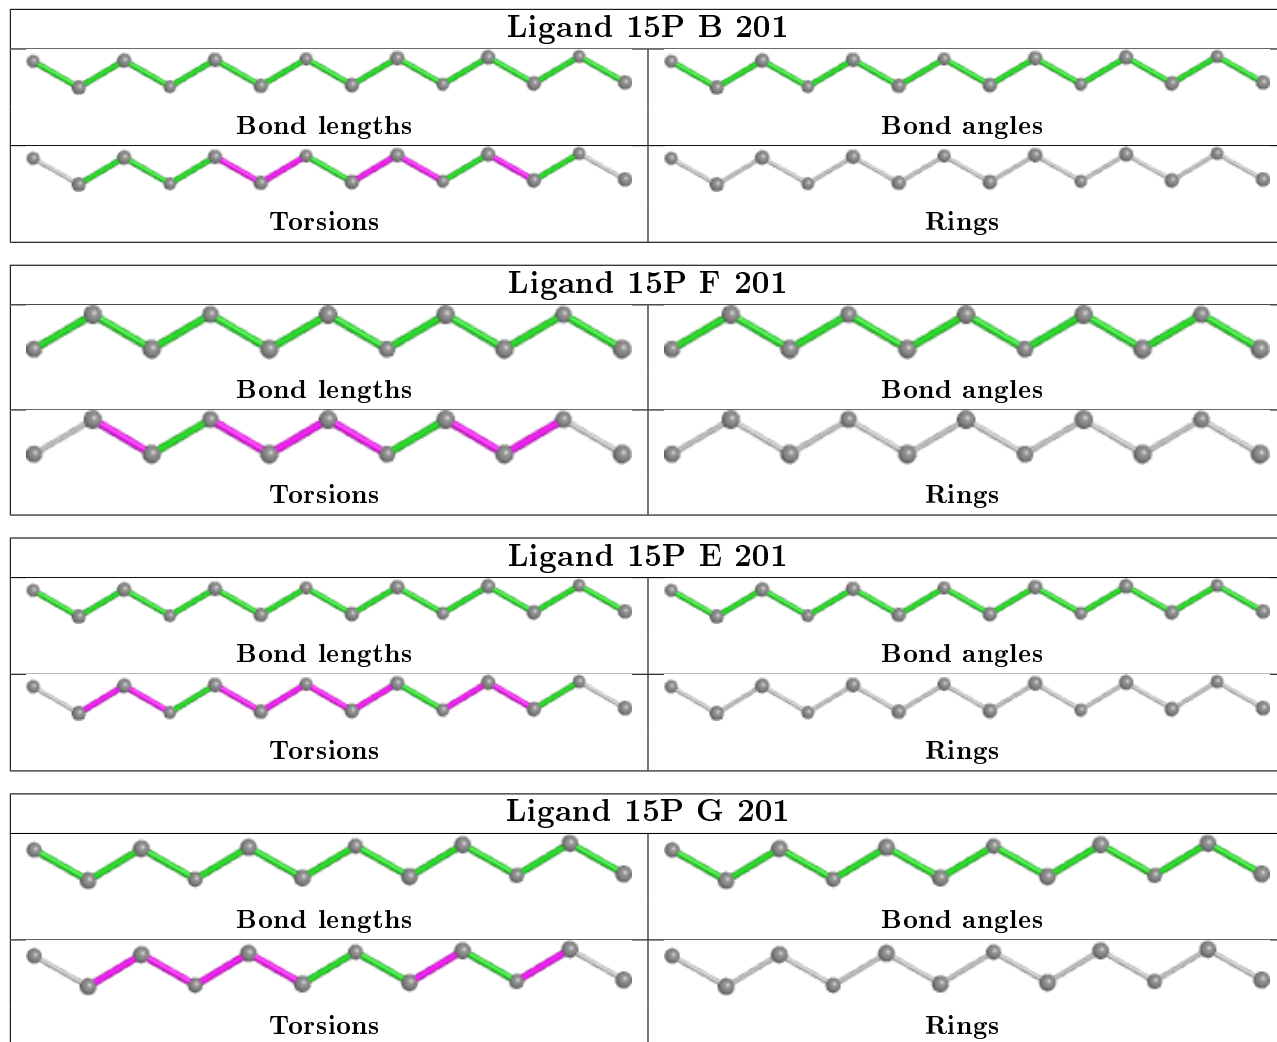 Ligand 15P B 201
Bond lengths
Bond angles
Torsions
Rings
Ligand 15P F 201
Bond lengths
Bond angles
Torsions
Rings
Ligand 15P E 201
Bond lengths
Bond angles
Torsions
Rings
Ligand 15P G 201
Bond lengths
Bond angles
Torsions
Rings